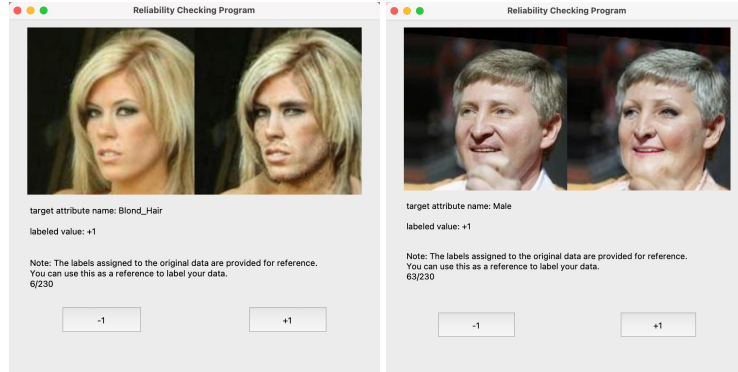 Reliability Checking Program
target attribute name: Blond_Hair
labeled value: +1
Note: The labels assigned to the original data are provided for reference.
You can use this as a reference to label your data.
6/230
-1
+1
Reliability Checking Program
target attribute name: Male
labeled value: +1
Note: The labels assigned to the original data are provided for reference.
You can use this as a reference to label your data.
63/230
-1
+1